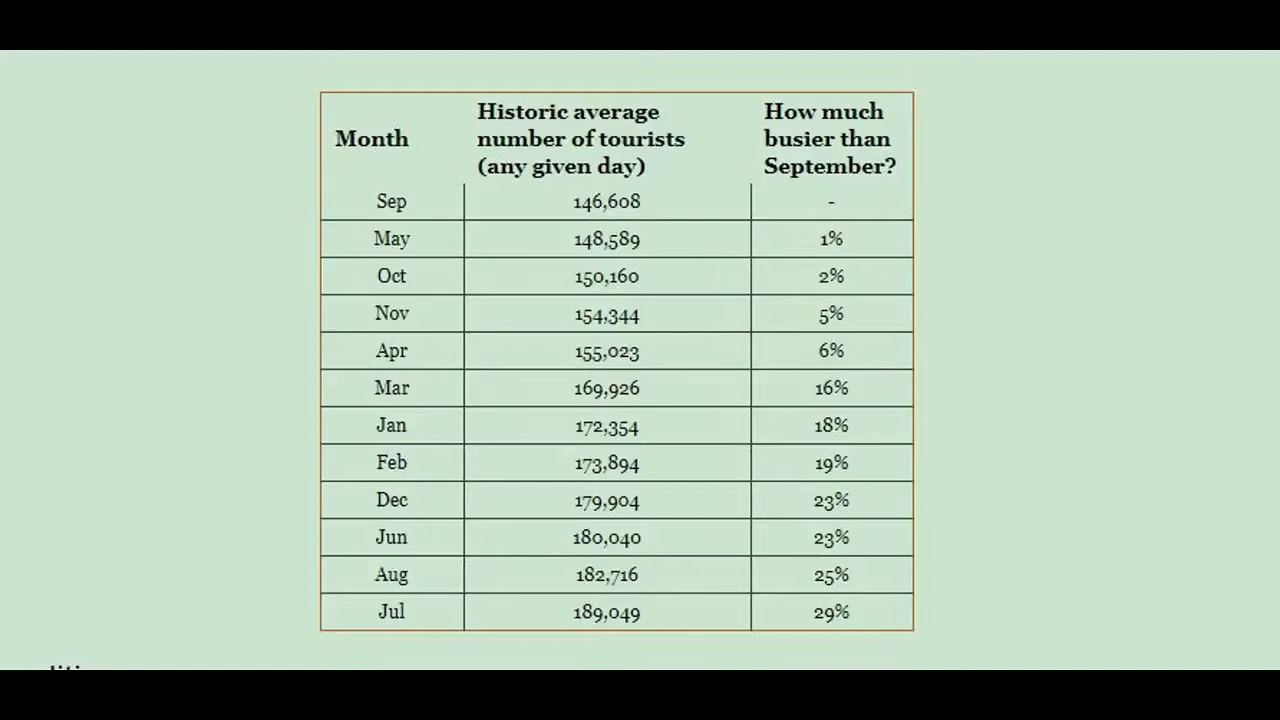 Month Historic average number of tourists (any given day) How much busier than September?
Sep 146,608 -
May 148,589 1%
Oct 150,160 2%
Nov 154,344 5%
Apr 155,023 6%
Mar 169,926 16%
Jan 172,354 18%
Feb 173,894 19%
Dec 179,904 23%
Jun 180,040 23%
Aug 182,716 25%
Jul 189,049 29%